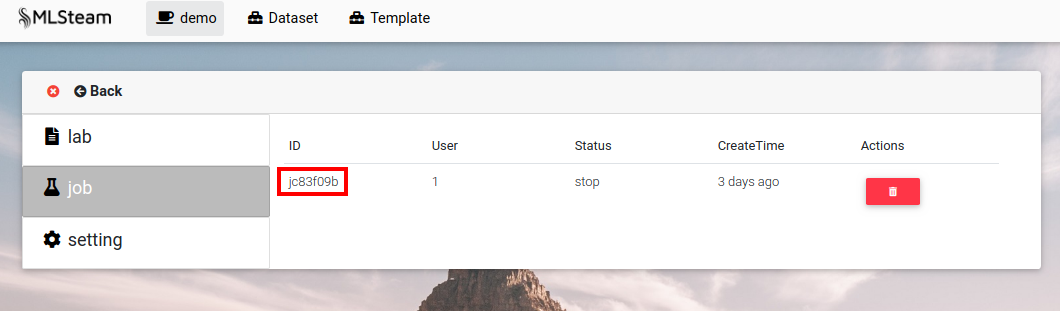 MLSteam demo Dataset Template
Back
lab
job
setting
ID User Status CreateTime Actions
jc83f09b 1 stop 3 days ago